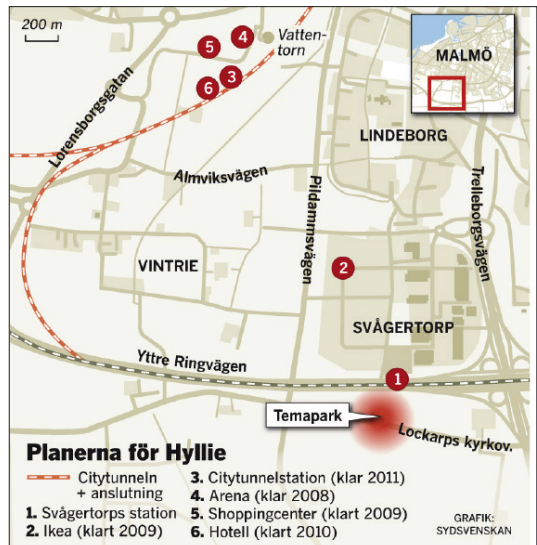 200 m
Vatten-
torn
4
5
3
6
MALMÖ
Lorensborgsgatan
LINDEBORG
Almviksvägen
Pildammsvägen
Trelleborgsvägen
VINTRIE
2
SVÅGERTORP
Yttre Ringvägen
1
Temapark
Lockarps kyrkov.
Planerna för Hyllie
Citytunneln
+ anslutning
1. Svågertorps station
2. Ikea (klart 2009)
3. Citytunnelstation (klar 2011)
4. Arena (klar 2008)
5. Shoppingcenter (klart 2009)
6. Hotell (klart 2010)
GRAFIK:
SYDSVENSKAN